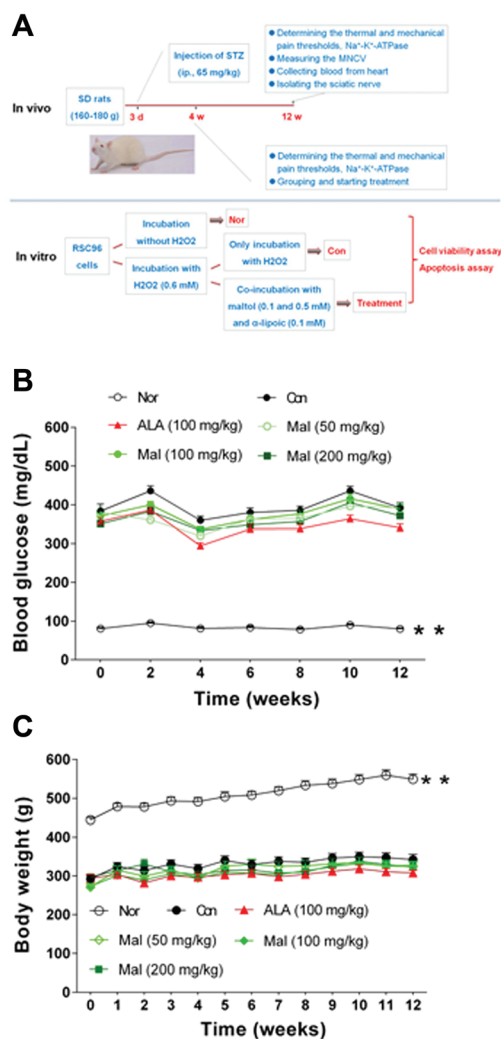 A
In vivo
SD rats
(160-180 g)
Injection of STZ
(ip., 65 mg/kg)
3 d
4 w
12 w
● Determining the thermal and mechanical
pain thresholds, Na⁺-K⁺-ATPase
● Measuring the MNCV
● Collecting blood from heart
● Isolating the sciatic nerve
● Determining the thermal and mechanical
pain thresholds, Na⁺-K⁺-ATPase
● Grouping and starting treatment
In vitro
RSC96
cells
Incubation
without H2O2
Nor
Incubation with
H2O2 (0.6 mM)
Only incubation
with H2O2
Con
Co-incubation with
maltol (0.1 and 0.5 mM)
and α-lipoic (0.1 mM)
Treatment
Cell viability assay
Apoptosis assay
B
Nor
Con
ALA (100 mg/kg)
Mal (50 mg/kg)
Mal (100 mg/kg)
Mal (200 mg/kg)
Blood glucose (mg/dL)
600
500
400
300
200
100
0
* *
0 2 4 6 8 10 12
Time (weeks)
C
Body weight (g)
600
500
400
300
200
100
0
* *
Nor
Con
ALA (100 mg/kg)
Mal (50 mg/kg)
Mal (100 mg/kg)
Mal (200 mg/kg)
0 1 2 3 4 5 6 7 8 9 10 11 12
Time (weeks)